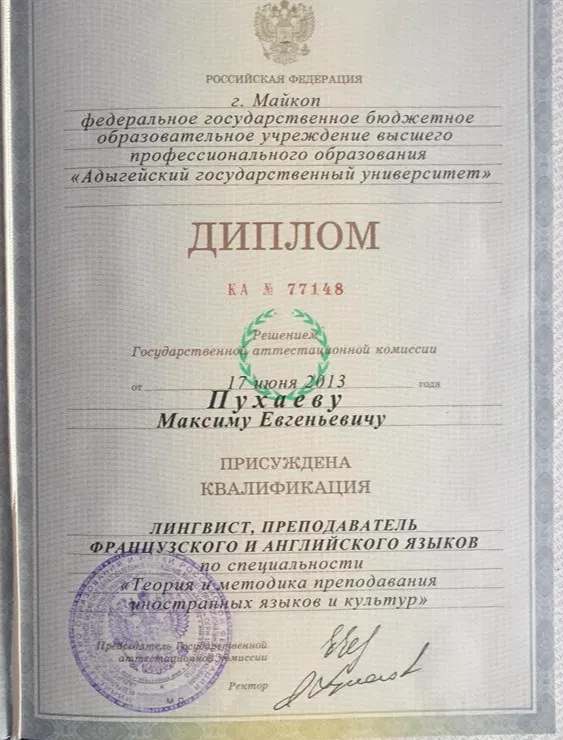 РОССИЙСКАЯ ФЕДЕРАЦИЯ
г. Майкоп
федеральное государственное бюджетное
образовательное учреждение высшего
профессионального образования
«Адыгейский государственный университет»
ДИПЛОМ
КА № 77148
Решением
Государственной аттестационной комиссии
от 17 июня 2013 года
Пухаеву
Максиму Евгеньевичу
ПРИСУЖДЕНА
КВАЛИФИКАЦИЯ
ЛИНГВИСТ, ПРЕПОДАВАТЕЛЬ
ФРАНЦУЗСКОГО И АНГЛИЙСКОГО ЯЗЫКОВ
по специальности
«Теория и методика преподавания
иностранных языков и культур»
Председатель Государственной
аттестационной комиссии
Ректор